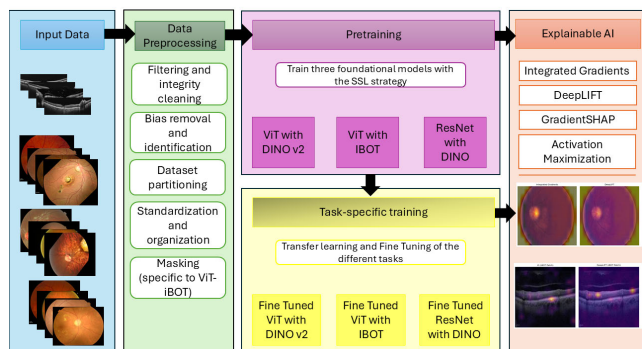 Input Data
Data
Preprocessing
Filtering and
integrity
cleaning
Bias removal and
identification
Dataset
partitioning
Standardization
and
organization
Masking
(specific to ViT-
iBOT)
Pretraining
Train three foundational models with
the SSL strategy
ViT with
DINO v2
ViT with
IBOT
ResNet
with
DINO
Task-specific training
Transfer learning and Fine Tuning of the
different tasks
Fine Tuned
ViT with
DINO v2
Fine Tuned
ViT with
IBOT
Fine Tuned
ResNet
with DINO
Explainable AI
Integrated Gradients
DeepLIFT
GradientSHAP
Activation
Maximization